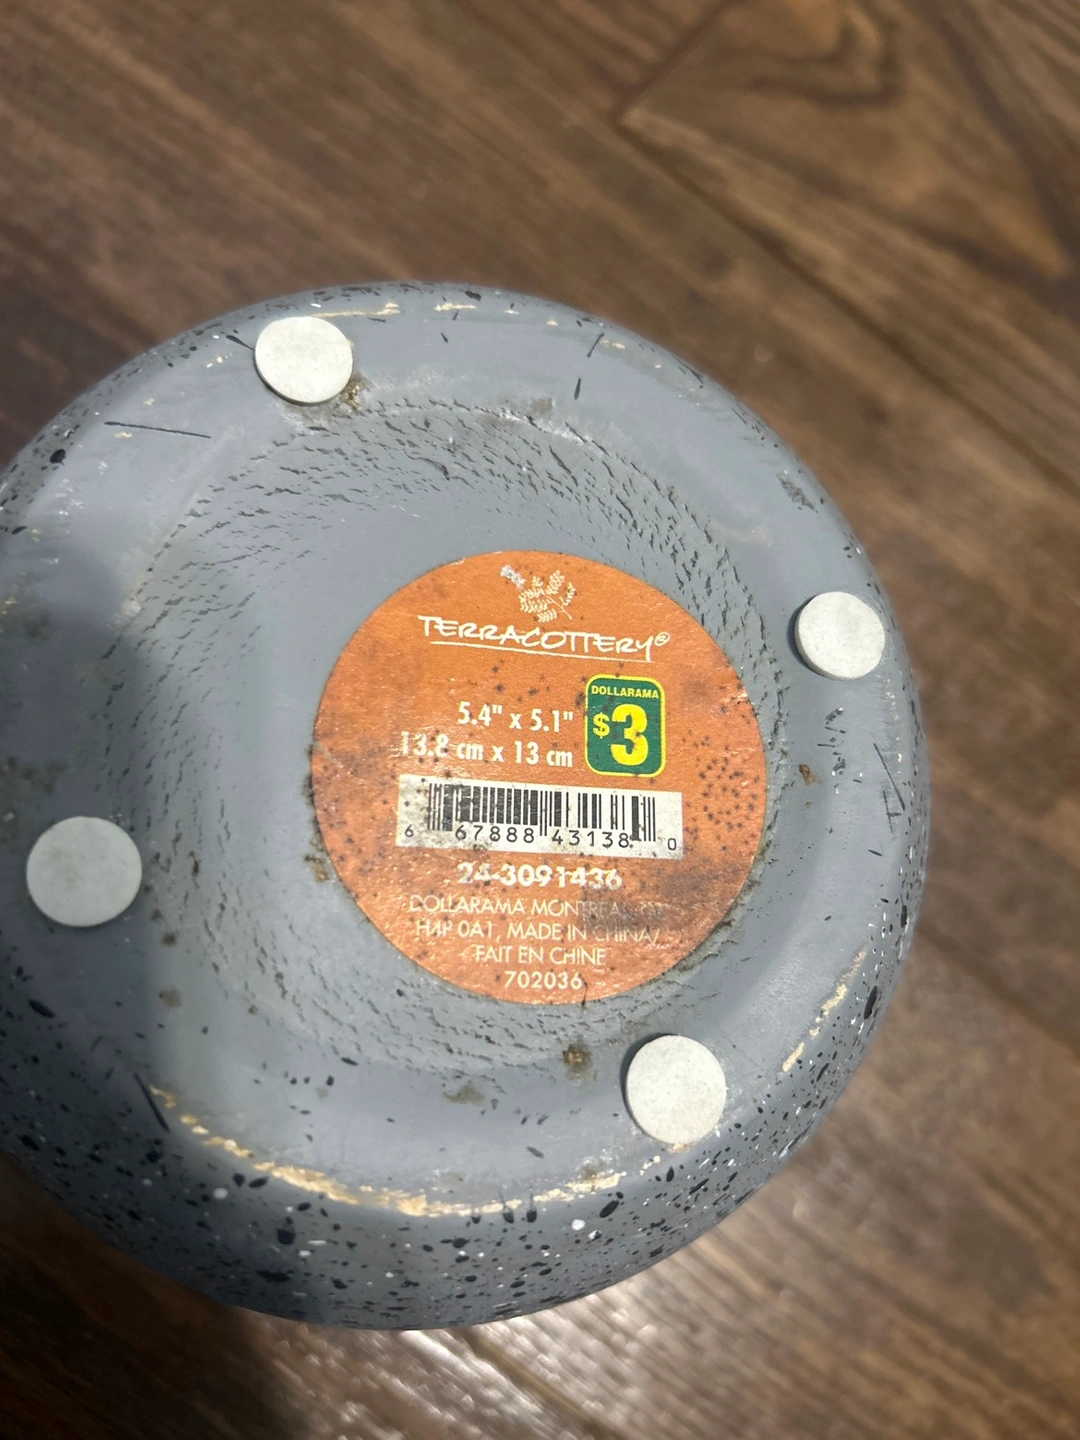 TERRACOTTERY®
DOLLARAMA
$3
5.4" x 5.1"
13.8 cm x 13 cm
6 67888 43138 0
24-3091436
DOLLARAMA MONTREAL
H4P 0A1, MADE IN CHINA/
FAIT EN CHINE
702036